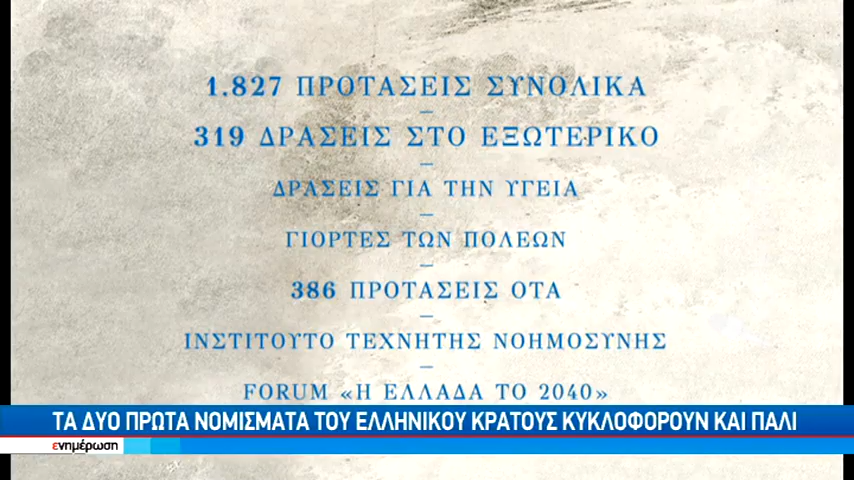 1.827 ΠΡΟΤΑΣΕΙΣ ΣΥΝΟΛΙΚΑ
–
319 ΔΡΑΣΕΙΣ ΣΤΟ ΕΞΩΤΕΡΙΚΟ
–
ΔΡΑΣΕΙΣ ΓΙΑ ΤΗΝ ΥΓΕΙΑ
–
ΓΙΟΡΤΕΣ ΤΩΝ ΠΟΛΕΩΝ
–
386 ΠΡΟΤΑΣΕΙΣ ΟΤΑ
–
ΙΝΣΤΙΤΟΥΤΟ ΤΕΧΝΗΤΗΣ ΝΟΗΜΟΣΥΝΗΣ
–
FORUM «Η ΕΛΛΑΔΑ ΤΟ 2040»
ΤΑ ΔΥΟ ΠΡΩΤΑ ΝΟΜΙΣΜΑΤΑ ΤΟΥ ΕΛΛΗΝΙΚΟΥ ΚΡΑΤΟΥΣ ΚΥΚΛΟΦΟΡΟΥΝ ΚΑΙ ΠΑΛΙ
ενημέρωση